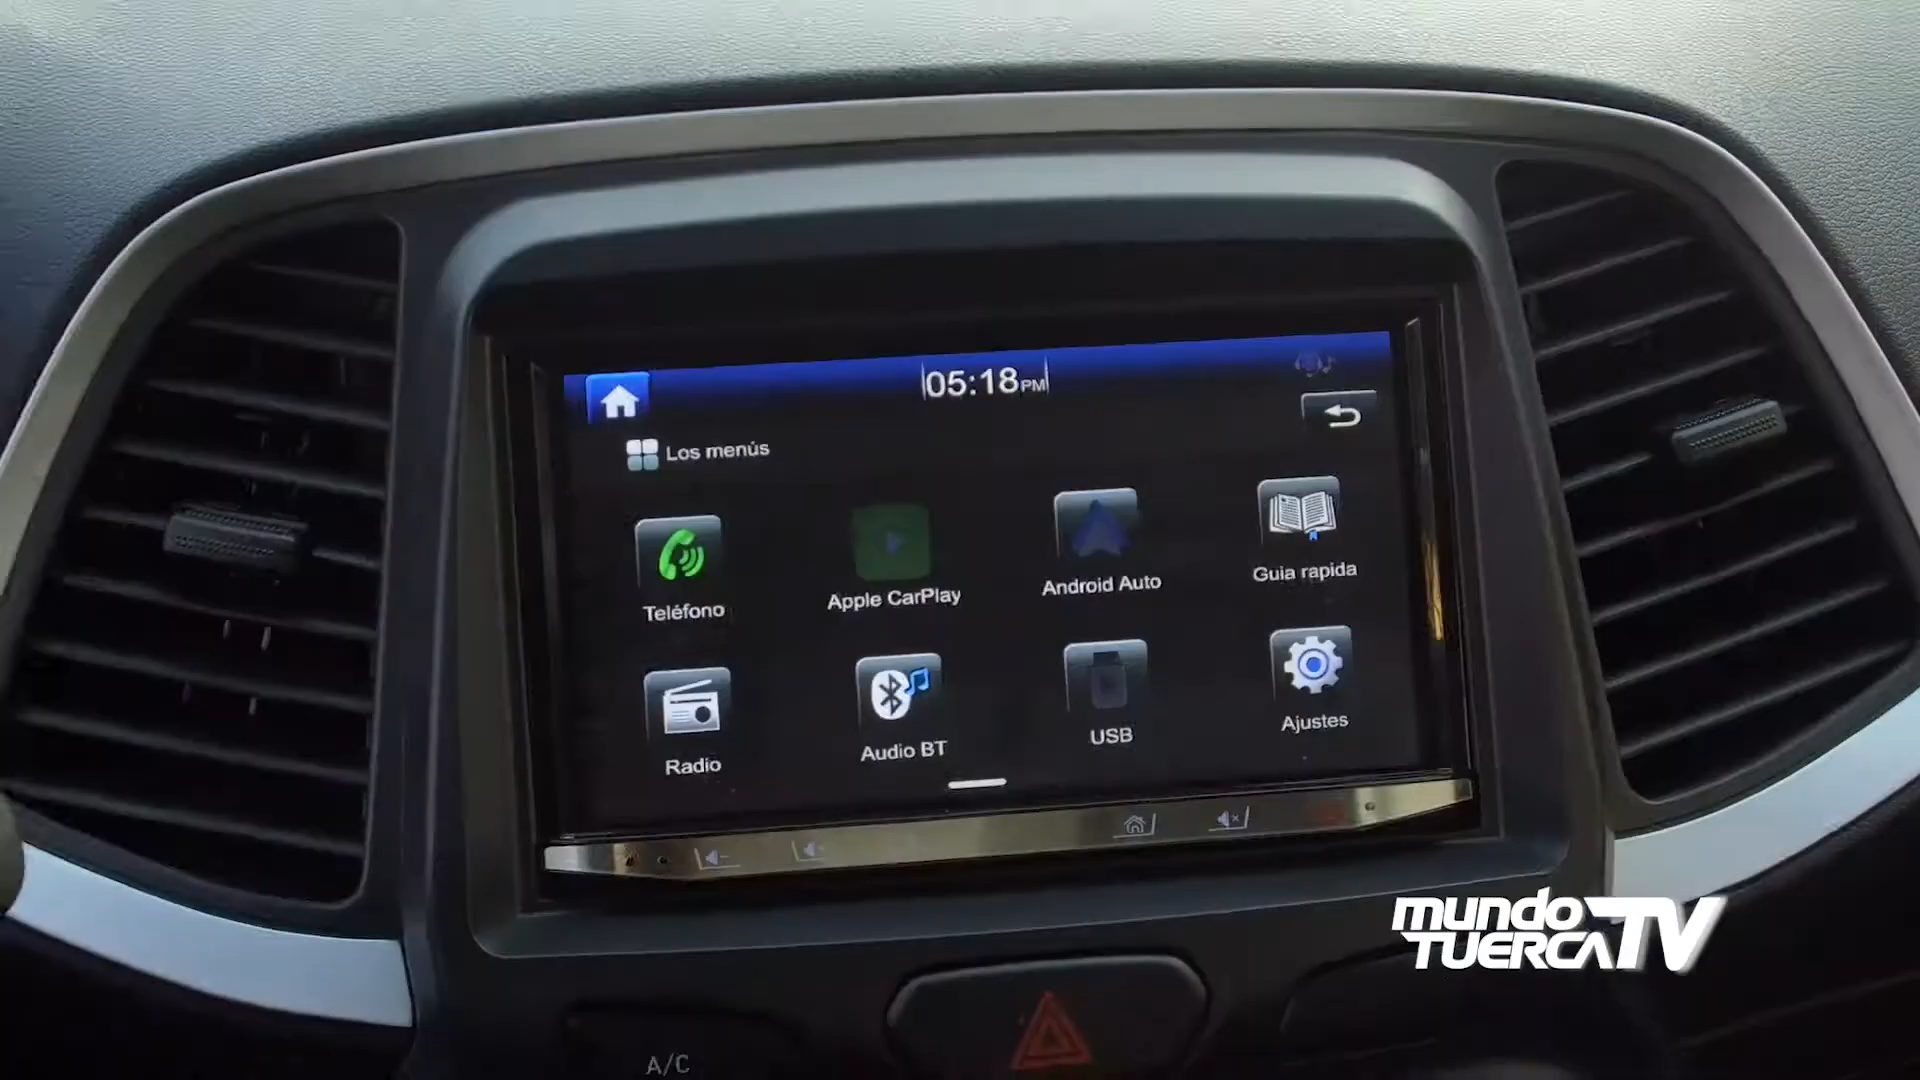 05:18PM
Los menús
Teléfono
Apple CarPlay
Android Auto
Guia rapida
Radio
Audio BT
USB
Ajustes
mundo
TUERCA TV
A/C